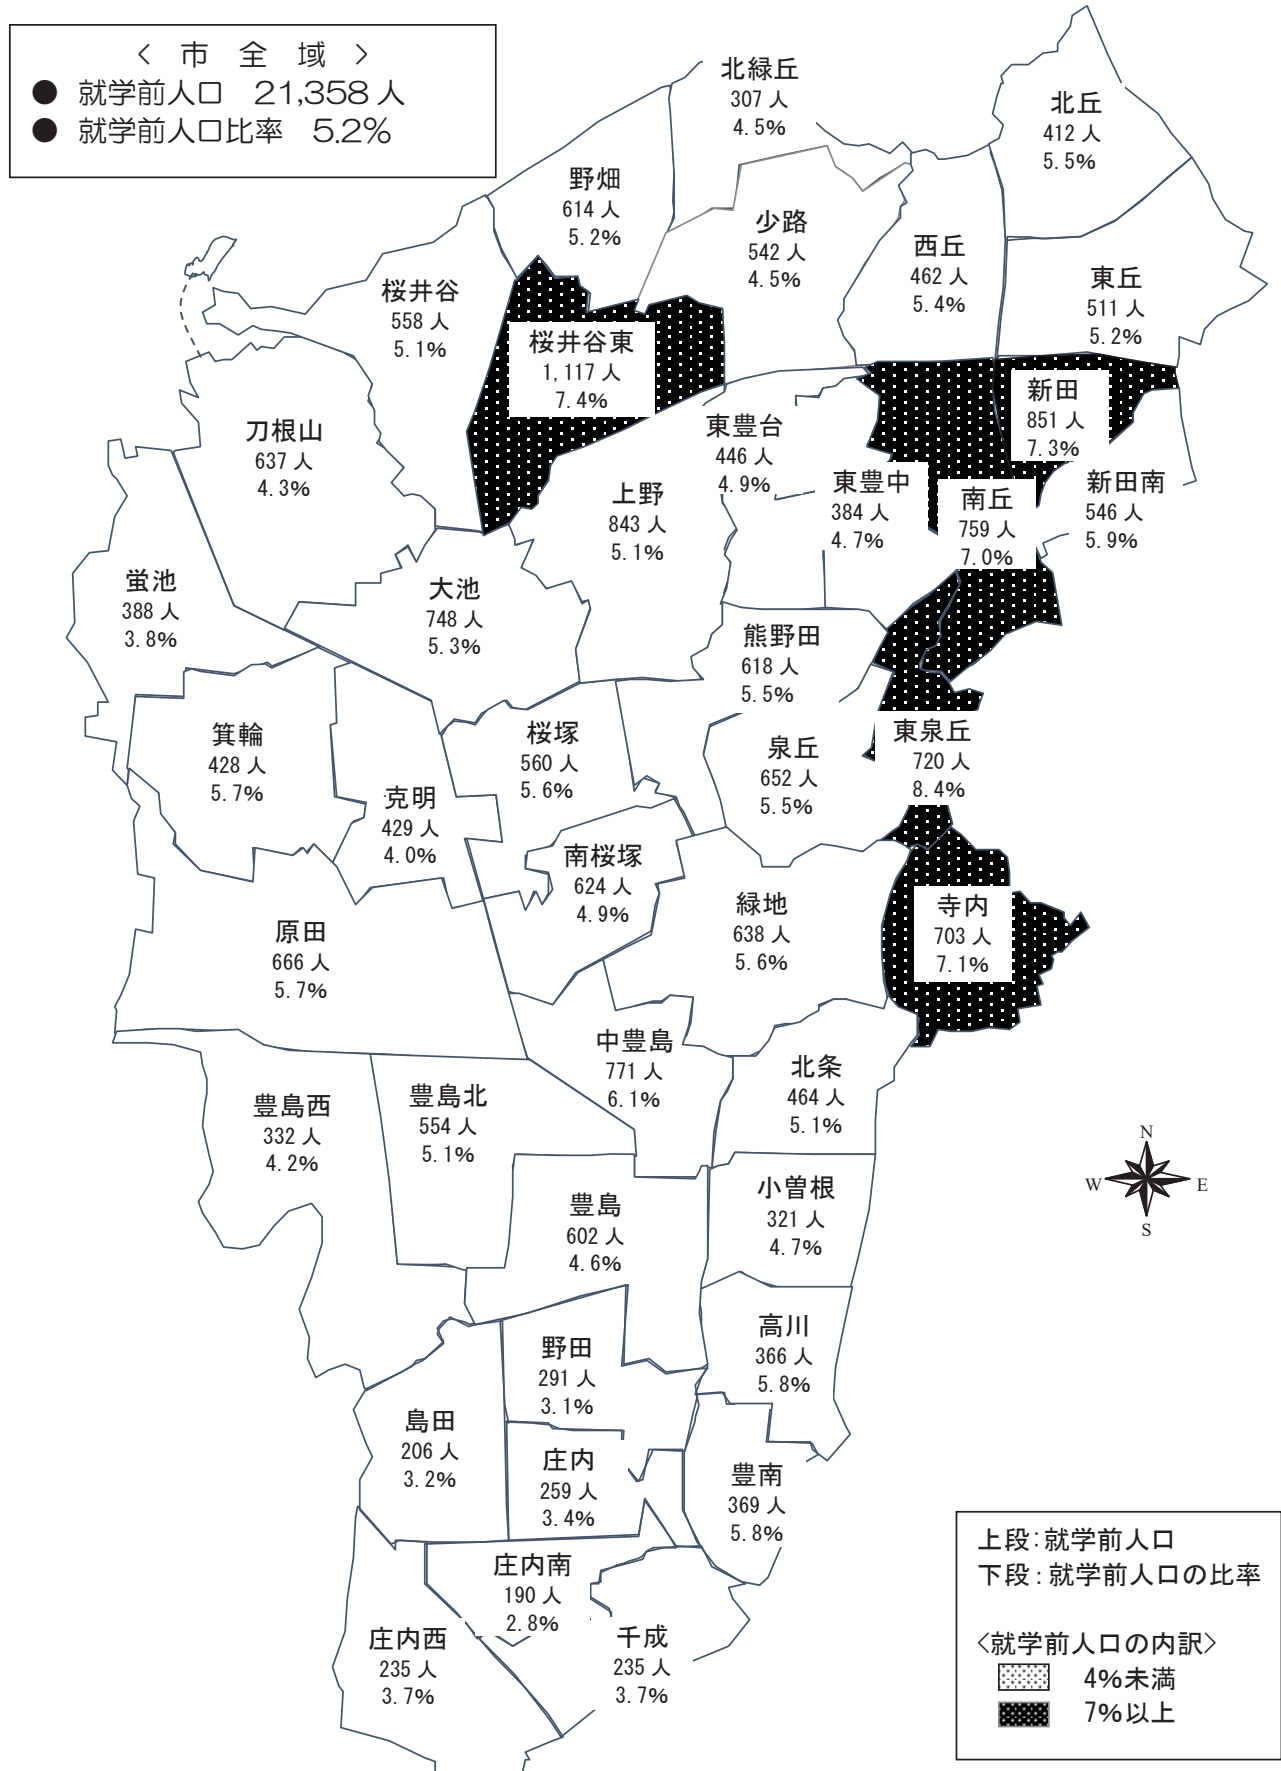 〈 市 全 域 〉
● 就学前人口 21,358人
● 就学前人口比率 5.2%
北緑丘
307 人
4.5%
北丘
412 人
5.5%
野畑
614 人
5.2%
少路
542 人
4.5%
西丘
462 人
5.4%
東丘
511 人
5.2%
桜井谷
558 人
5.1%
桜井谷東
1,117 人
7.4%
新田
851 人
7.3%
刀根山
637 人
4.3%
東豊台
446 人
4.9%
東豊中
384 人
4.7%
南丘
759 人
7.0%
新田南
546 人
5.9%
上野
843 人
5.1%
蛍池
388 人
3.8%
大池
748 人
5.3%
熊野田
618 人
5.5%
箕輪
428 人
5.7%
桜塚
560 人
5.6%
泉丘
652 人
5.5%
東泉丘
720 人
8.4%
克明
429 人
4.0%
南桜塚
624 人
4.9%
緑地
638 人
5.6%
寺内
703 人
7.1%
原田
666 人
5.7%
中豊島
771 人
6.1%
北条
464 人
5.1%
豊島西
332 人
4.2%
豊島北
554 人
5.1%
N
W
E
S
豊島
602 人
4.6%
小曽根
321 人
4.7%
野田
291 人
3.1%
高川
366 人
5.8%
島田
206 人
3.2%
庄内
259 人
3.4%
豊南
369 人
5.8%
庄内南
190 人
2.8%
庄内西
235 人
3.7%
千成
235 人
3.7%
上段：就学前人口
下段：就学前人口の比率
〈就学前人口の内訳〉
4%未満
7%以上